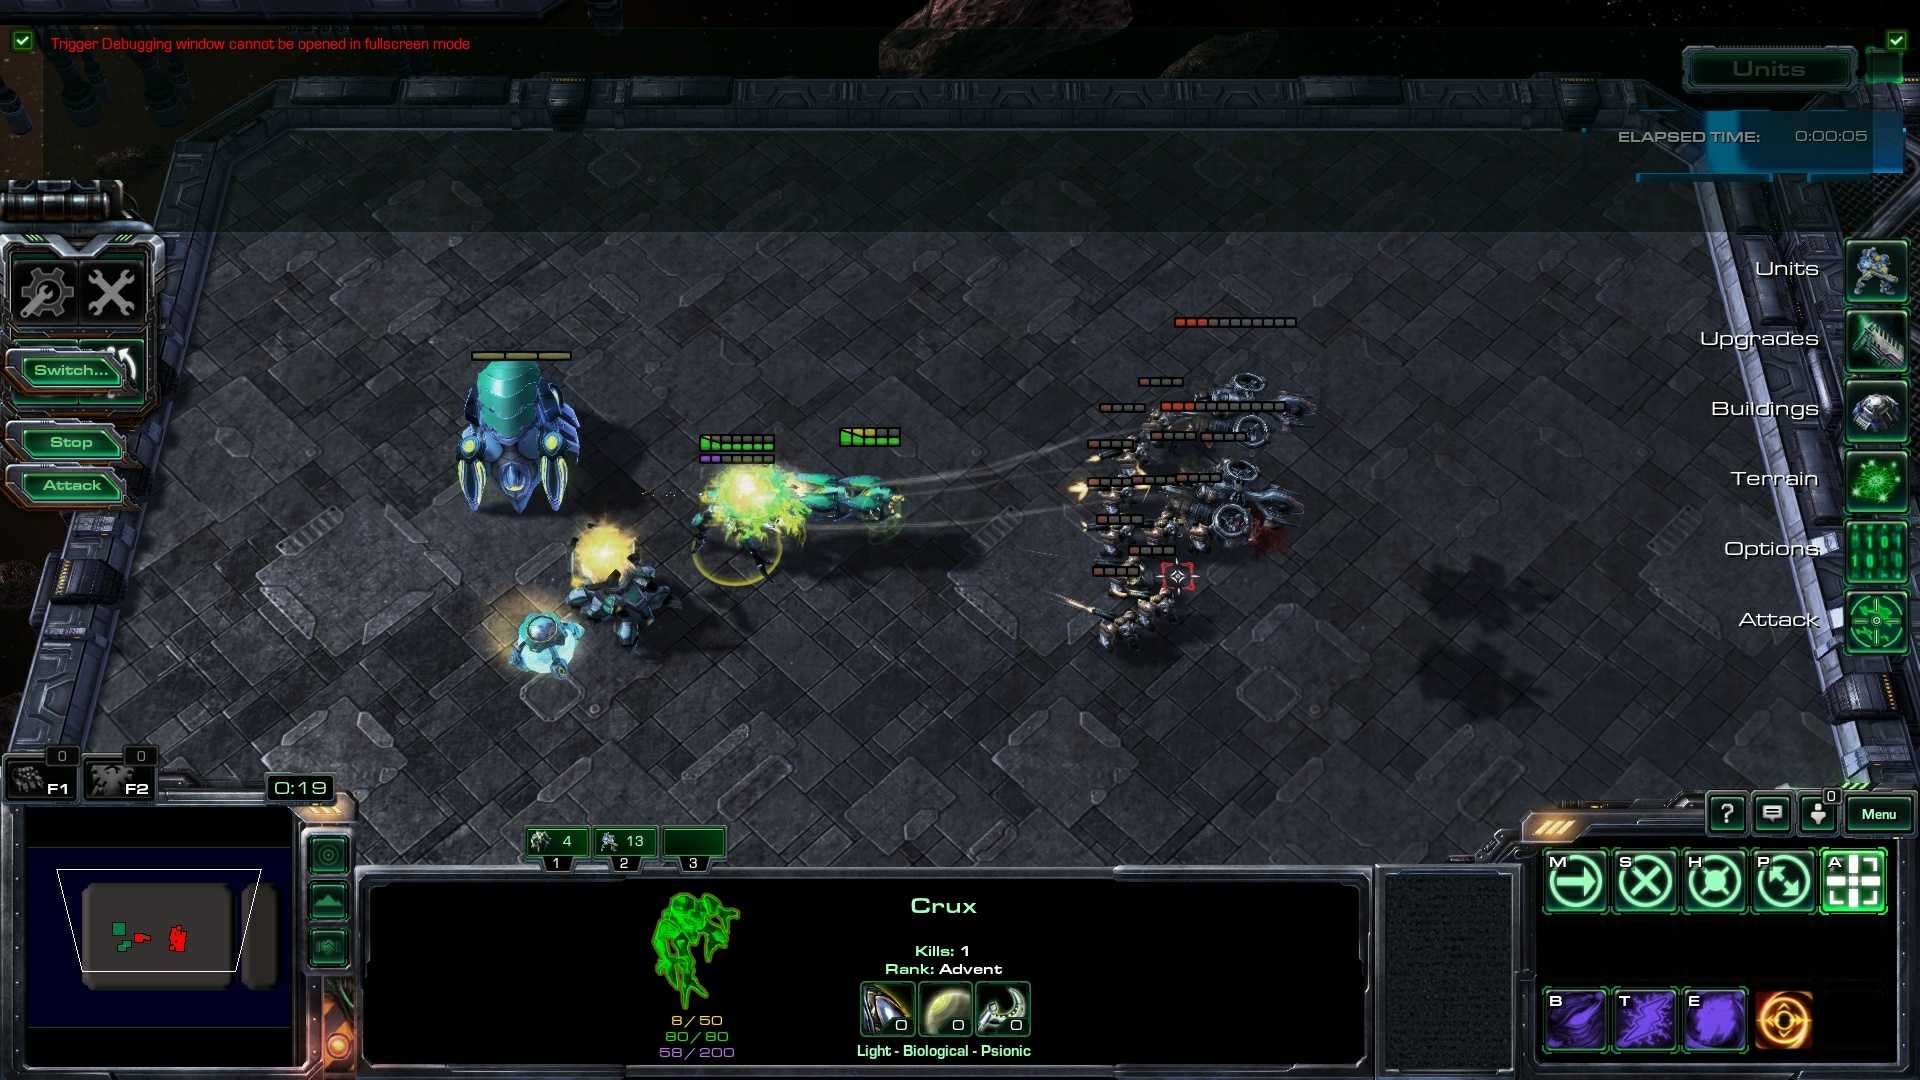 Trigger Debugging window cannot be opened in fullscreen mode
Units
ELAPSED TIME: 0:00:05
Units
Upgrades
Buildings
Terrain
Options
Attack
Switch...
Stop
Attack
0
0
F1
F2
0:19
4
13
1
2
3
Crux
Kills: 1
Rank: Advent
0
0
0
Light - Biological - Psionic
8/50
80/80
58/200
?
0
Menu
M
S
H
P
A
B
T
E